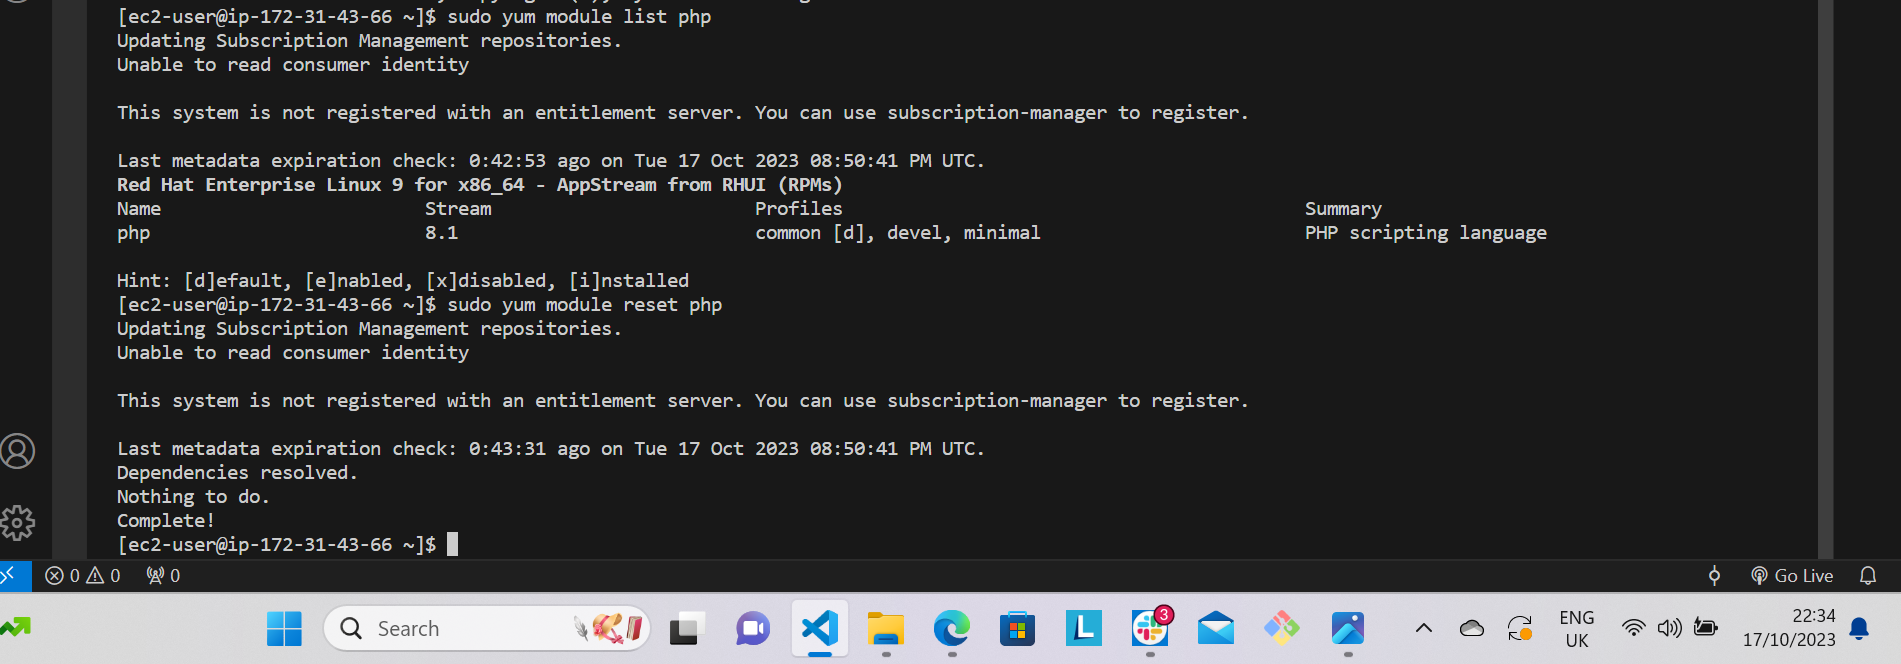 [ec2-user@ip-172-31-43-66 ~]$ sudo yum module list php
Updating Subscription Management repositories.
Unable to read consumer identity
This system is not registered with an entitlement server. You can use subscription-manager to register.
Last metadata expiration check: 0:42:53 ago on Tue 17 Oct 2023 08:50:41 PM UTC.
Red Hat Enterprise Linux 9 for x86_64 - AppStream from RHUI (RPMs)
Name Stream Profiles Summary
php 8.1 common [d], devel, minimal PHP scripting language
Hint: [d]efault, [e]nabled, [x]disabled, [i]nstalled
[ec2-user@ip-172-31-43-66 ~]$ sudo yum module reset php
Updating Subscription Management repositories.
Unable to read consumer identity
This system is not registered with an entitlement server. You can use subscription-manager to register.
Last metadata expiration check: 0:43:31 ago on Tue 17 Oct 2023 08:50:41 PM UTC.
Dependencies resolved.
Nothing to do.
Complete!
[ec2-user@ip-172-31-43-66 ~]$
0 0 0 Go Live
Search
L
3
ENG
UK
22:34
17/10/2023